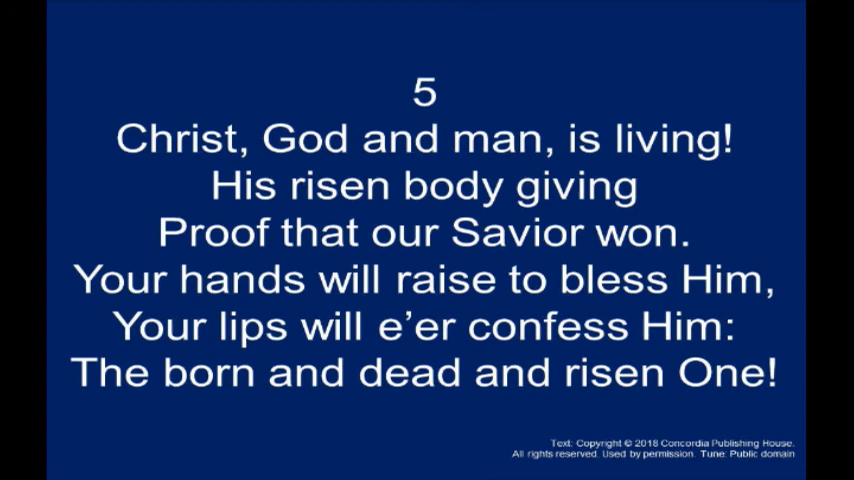 5
Christ, God and man, is living!
His risen body giving
Proof that our Savior won.
Your hands will raise to bless Him,
Your lips will e’er confess Him:
The born and dead and risen One!
Text: Copyright © 2018 Concordia Publishing House.
All rights reserved. Used by permission. Tune: Public domain